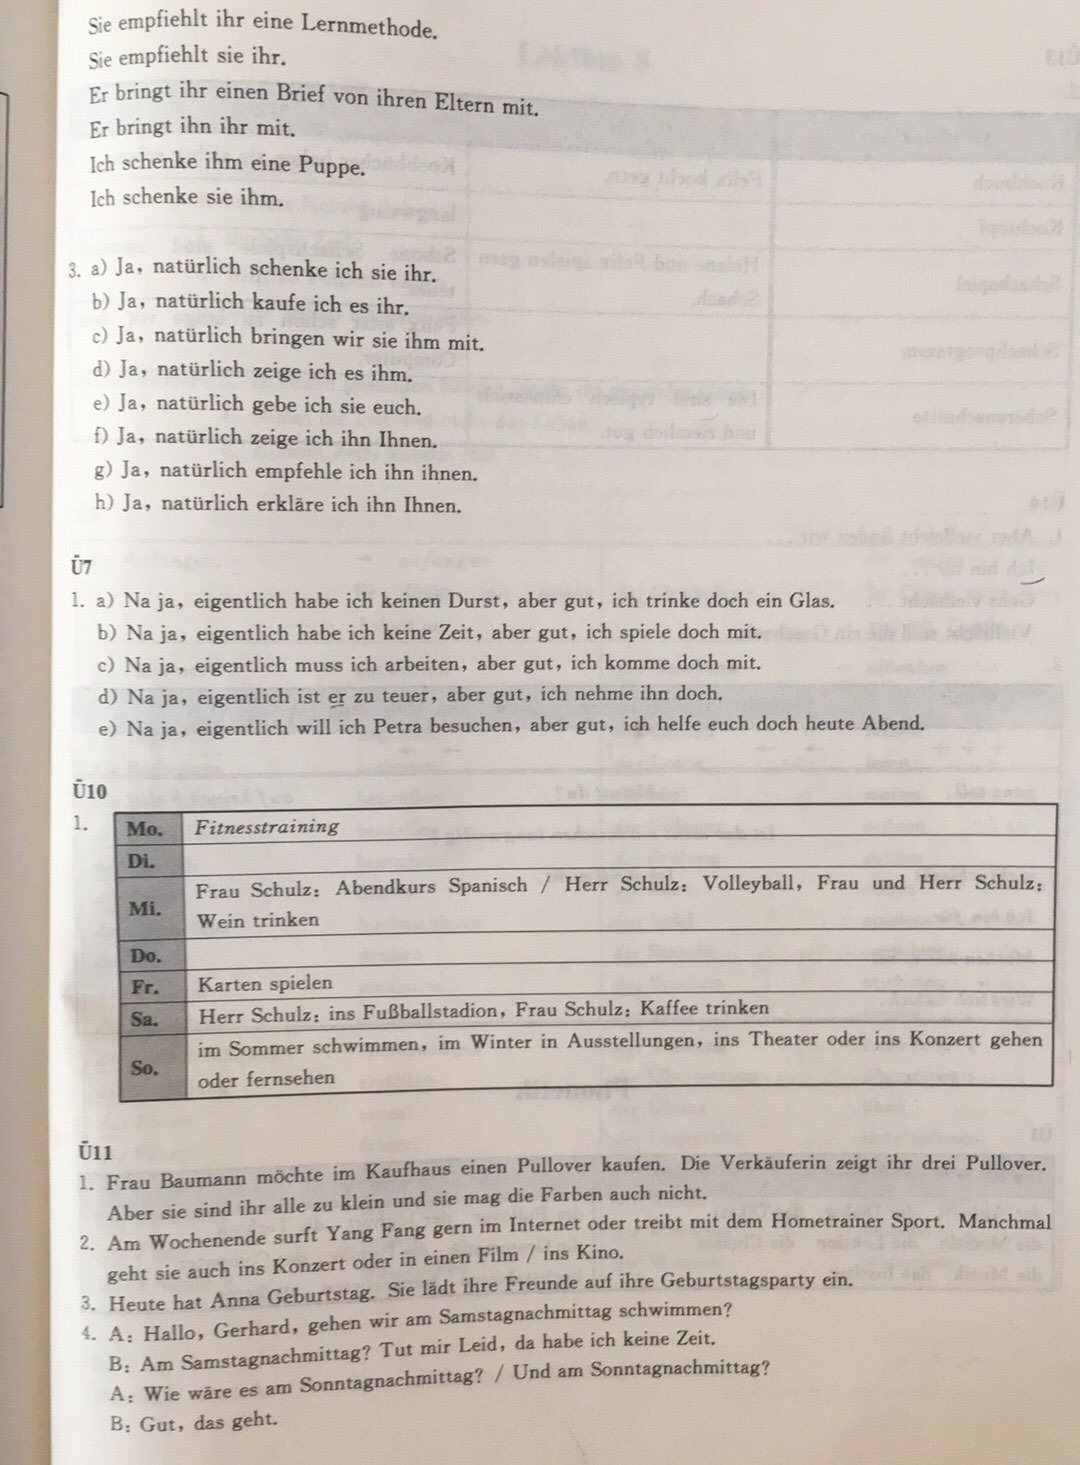 Sie empfiehlt ihr eine Lernmethode.
Sie empfiehlt sie ihr.
Er bringt ihr einen Brief von ihren Eltern mit.
Er bringt ihn ihr mit.
Ich schenke ihm eine Puppe.
Ich schenke sie ihm.
3. a) Ja, natürlich schenke ich sie ihr.
b) Ja, natürlich kaufe ich es ihr.
c) Ja, natürlich bringen wir sie ihm mit.
d) Ja, natürlich zeige ich es ihm.
e) Ja, natürlich gebe ich sie euch.
f) Ja, natürlich zeige ich ihn Ihnen.
g) Ja, natürlich empfehle ich ihn ihnen.
h) Ja, natürlich erkläre ich ihn Ihnen.
Ü7
1. a) Na ja, eigentlich habe ich keinen Durst, aber gut, ich trinke doch ein Glas.
b) Na ja, eigentlich habe ich keine Zeit, aber gut, ich spiele doch mit.
c) Na ja, eigentlich muss ich arbeiten, aber gut, ich komme doch mit.
d) Na ja, eigentlich ist er zu teuer, aber gut, ich nehme ihn doch.
e) Na ja, eigentlich will ich Petra besuchen, aber gut, ich helfe euch doch heute Abend.
Ü10
1.
Mo. Fitnesstraining
Di.
Mi. Frau Schulz: Abendkurs Spanisch / Herr Schulz: Volleyball, Frau und Herr Schulz:
Wein trinken
Do.
Fr. Karten spielen
Sa. Herr Schulz: ins Fußballstadion, Frau Schulz: Kaffee trinken
So. im Sommer schwimmen, im Winter in Ausstellungen, ins Theater oder ins Konzert gehen
oder fernsehen
Ü11
1. Frau Baumann möchte im Kaufhaus einen Pullover kaufen. Die Verkäuferin zeigt ihr drei Pullover.
Aber sie sind ihr alle zu klein und sie mag die Farben auch nicht.
2. Am Wochenende surft Yang Fang gern im Internet oder treibt mit dem Hometrainer Sport. Manchmal
geht sie auch ins Konzert oder in einen Film / ins Kino.
3. Heute hat Anna Geburtstag. Sie lädt ihre Freunde auf ihre Geburtstagsparty ein.
4. A: Hallo, Gerhard, gehen wir am Samstagnachmittag schwimmen?
B: Am Samstagnachmittag? Tut mir Leid, da habe ich keine Zeit.
A: Wie wäre es am Sonntagnachmittag? / Und am Sonntagnachmittag?
B: Gut, das geht.